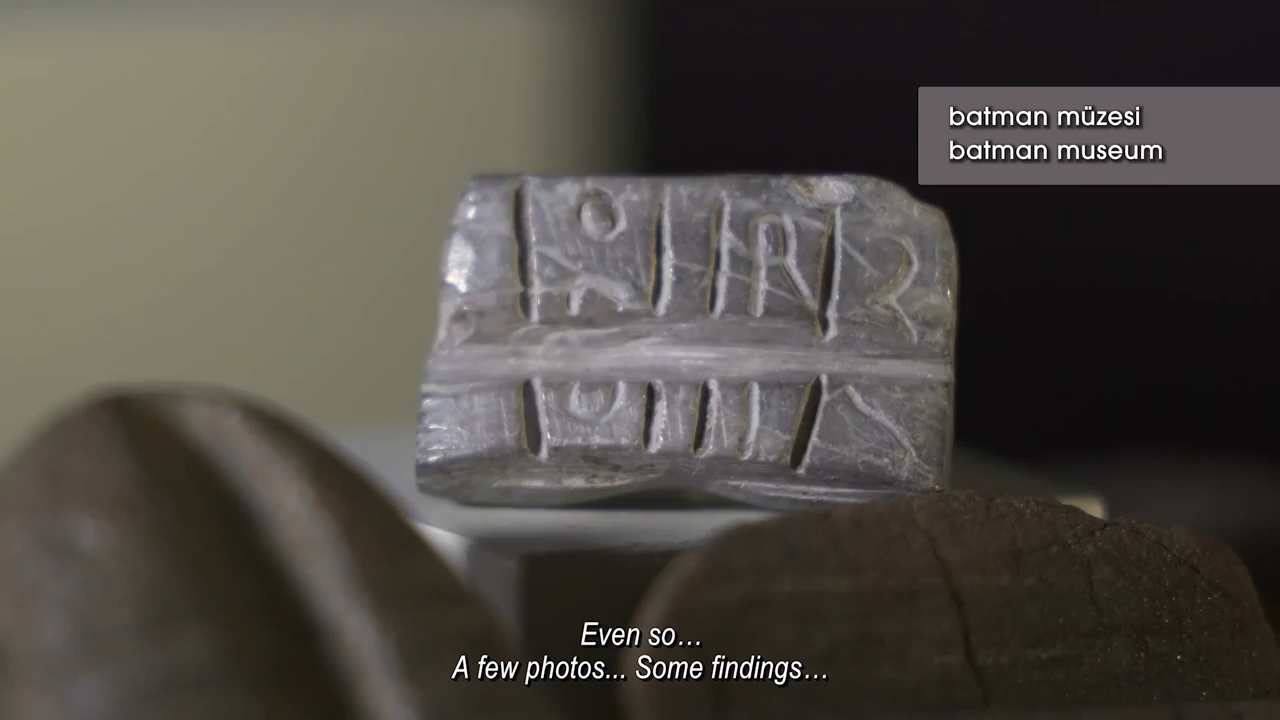 batman müzesi
batman museum
Even so…
A few photos... Some findings…